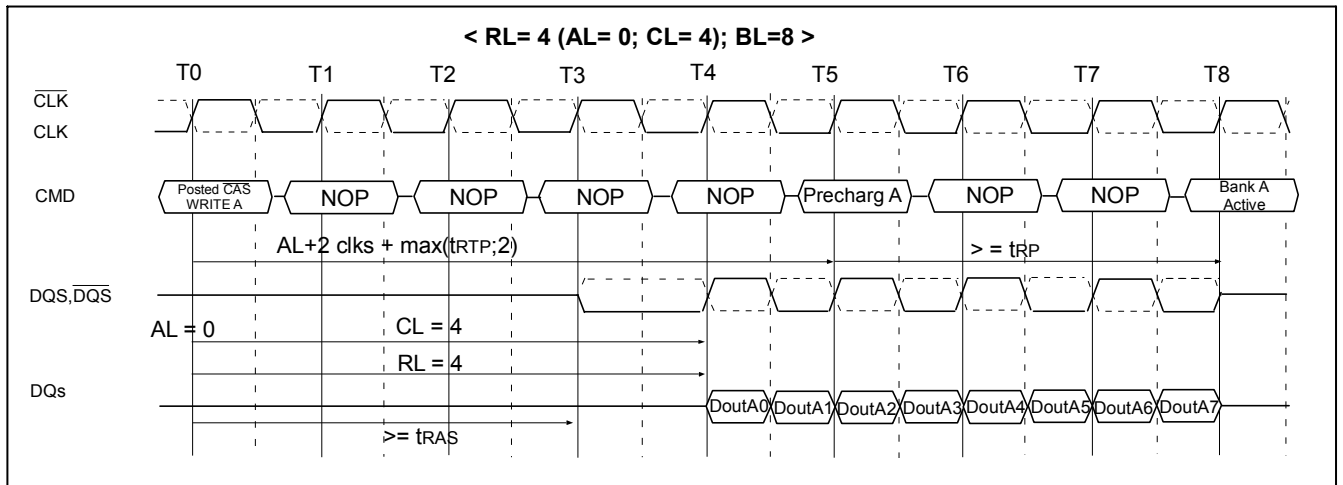 < RL= 4 (AL= 0; CL= 4); BL=8 >
T0 T1 T2 T3 T4 T5 T6 T7 T8
CLK
CLK
CMD
Posted CAS
WRITE A
NOP NOP NOP NOP Precharg A NOP NOP
Bank A
Active
AL+2 clks + max(tRTP;2) > = tRP
DQS,DQS
AL = 0
CL = 4
RL = 4
DQs
DoutA0 DoutA1 DoutA2 DoutA3 DoutA4 DoutA5 DoutA6 DoutA7
>= tRAS